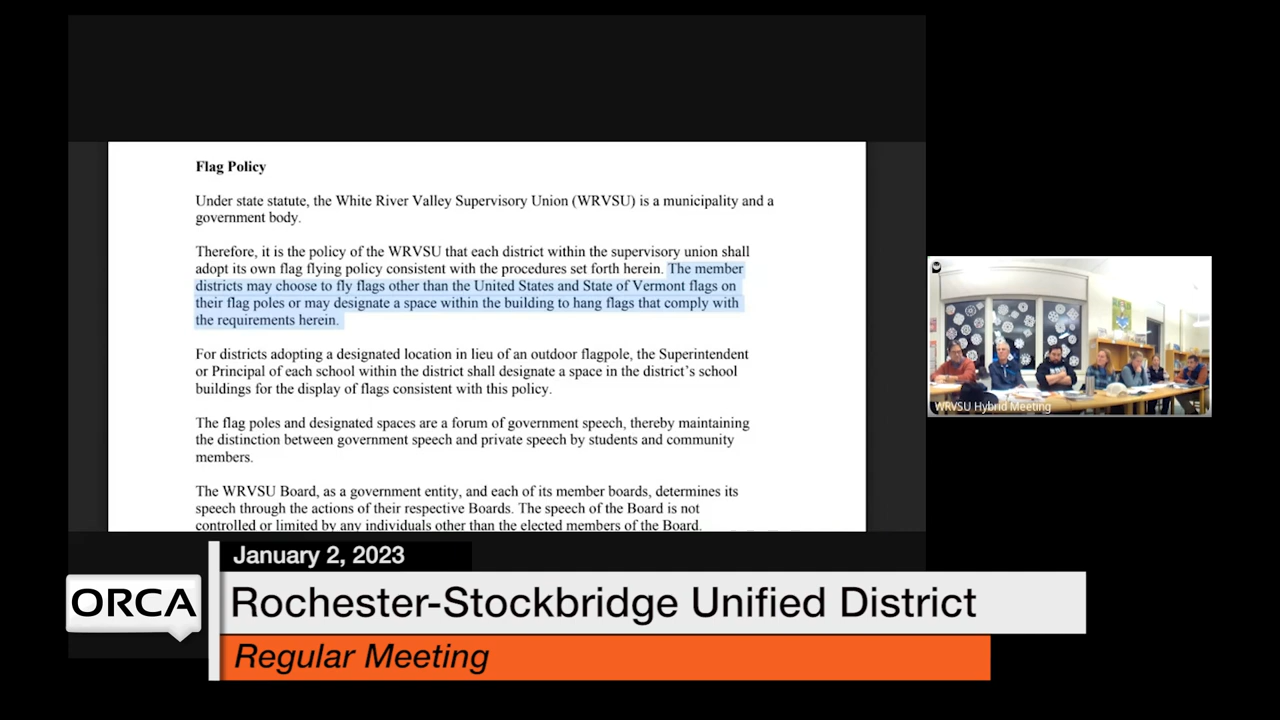 Flag Policy
Under state statute, the White River Valley Supervisory Union (WRVSU) is a municipality and a
government body.
Therefore, it is the policy of the WRVSU that each district within the supervisory union shall
adopt its own flag flying policy consistent with the procedures set forth herein. The member
districts may choose to fly flags other than the United States and State of Vermont flags on
their flag poles or may designate a space within the building to hang flags that comply with
the requirements herein.
For districts adopting a designated location in lieu of an outdoor flagpole, the Superintendent
or Principal of each school within the district shall designate a space in the district's school
buildings for the display of flags consistent with this policy.
The flag poles and designated spaces are a forum of government speech, thereby maintaining
the distinction between government speech and private speech by students and community
members.
The WRVSU Board, as a government entity, and each of its member boards, determines its
speech through the actions of their respective Boards. The speech of the Board is not
controlled or limited by any individuals other than the elected members of the Board.
WRVSU Hybrid Meeting
January 2, 2023
ORCA
Rochester-Stockbridge Unified District
Regular Meeting